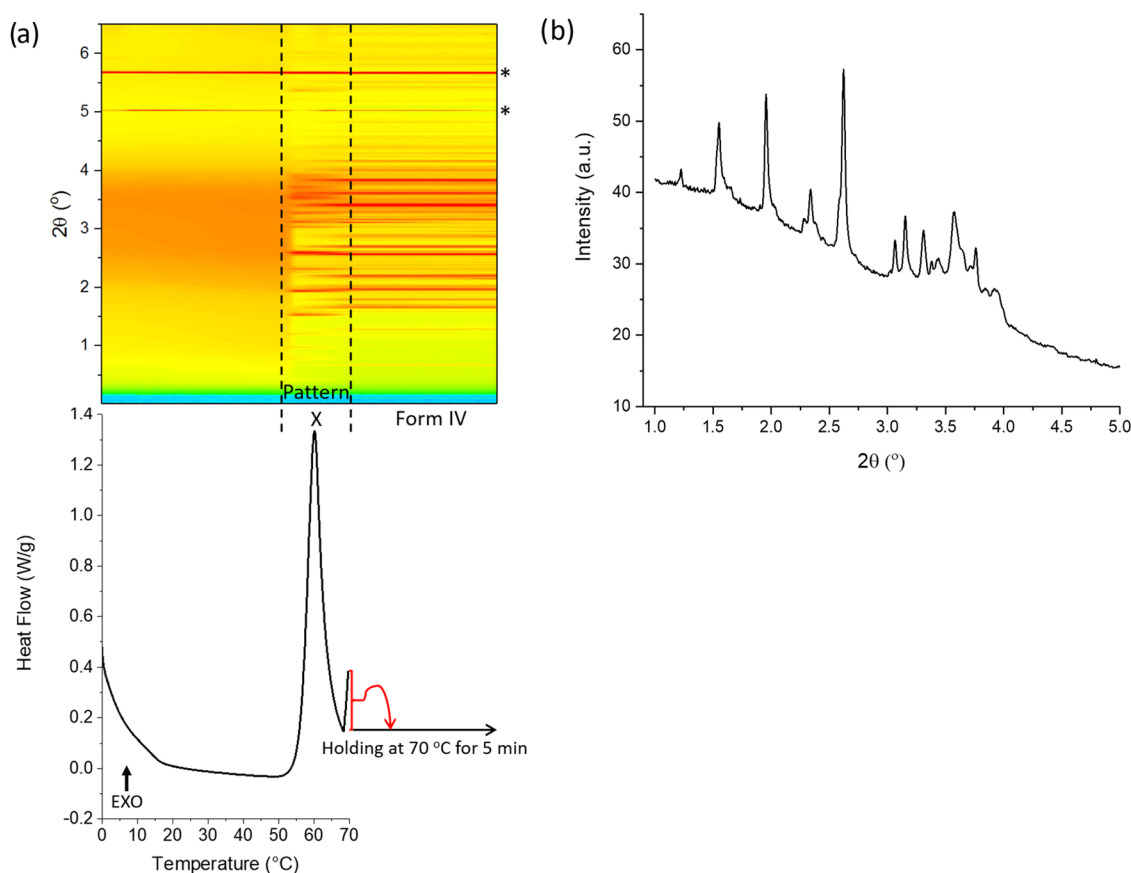 (a)
6
5
4
3
2
1
2θ (°)
*
*
Pattern
X
Form IV
1.4
1.2
1.0
0.8
0.6
0.4
0.2
0.0
-0.2
Heat Flow (W/g)
EXO
Holding at 70 °C for 5 min
0 10 20 30 40 50 60 70
Temperature (°C)
(b)
60
50
40
30
20
10
Intensity (a.u.)
1.0 1.5 2.0 2.5 3.0 3.5 4.0 4.5 5.0
2θ (°)